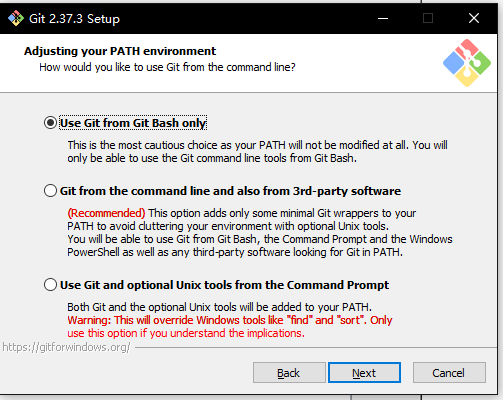 Git 2.37.3 Setup
Adjusting your PATH environment
How would you like to use Git from the command line?
Use Git from Git Bash only
This is the most cautious choice as your PATH will not be modified at all. You will
only be able to use the Git command line tools from Git Bash.
Git from the command line and also from 3rd-party software
(Recommended) This option adds only some minimal Git wrappers to your
PATH to avoid cluttering your environment with optional Unix tools.
You will be able to use Git from Git Bash, the Command Prompt and the Windows
PowerShell as well as any third-party software looking for Git in PATH.
Use Git and optional Unix tools from the Command Prompt
Both Git and the optional Unix tools will be added to your PATH.
Warning: This will override Windows tools like "find" and "sort". Only
use this option if you understand the implications.
https://gitforwindows.org/
Back Next Cancel